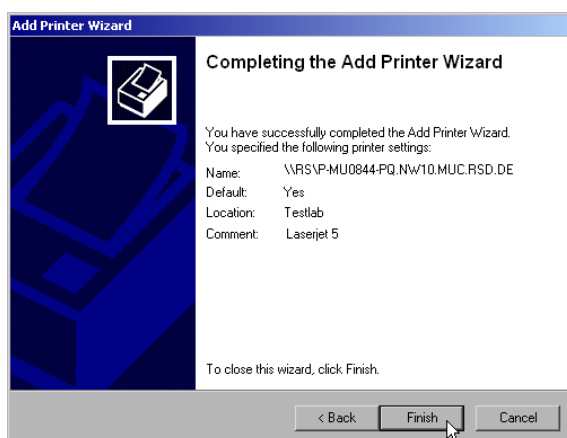 Add Printer Wizard
Completing the Add Printer Wizard
You have successfully completed the Add Printer Wizard.
You specified the following printer settings:
Name: \\RS\P-MU0844-PQ.NW10.MUC.RSD.DE
Default: Yes
Location: Testlab
Comment: Laserjet 5
To close this wizard, click Finish.
< Back Finish Cancel